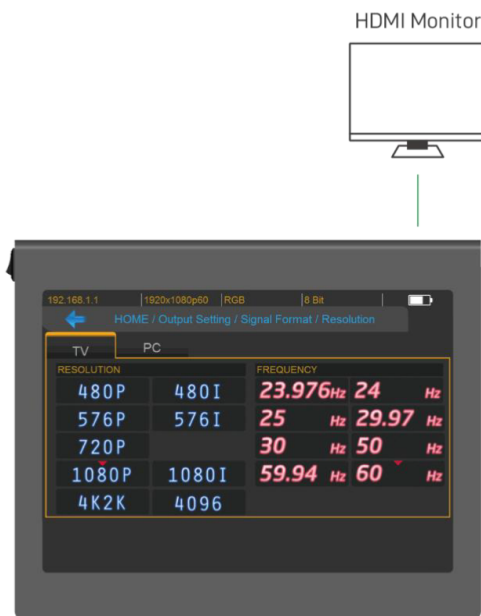 HDMI Monitor
192.168.1.1 1920x1080p60 RGB 8 Bit
HOME / Output Setting / Signal Format / Resolution
TV PC
RESOLUTION FREQUENCY
480P 480I 23.976Hz 24 Hz
576P 576I 25 Hz 29.97 Hz
720P 30 Hz 50 Hz
1080P 1080I 59.94 Hz 60 Hz
4K2K 4096